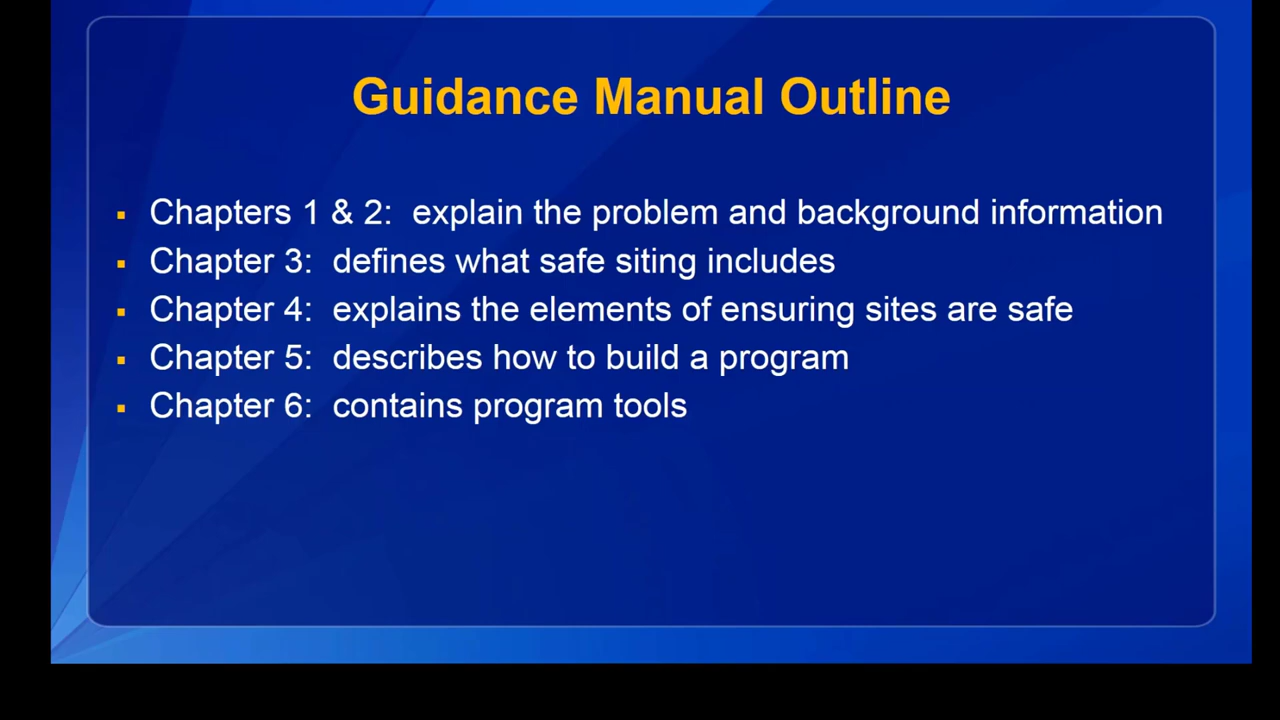 Guidance Manual Outline
▪ Chapters 1 & 2:  explain the problem and background information
▪ Chapter 3:  defines what safe siting includes
▪ Chapter 4:  explains the elements of ensuring sites are safe
▪ Chapter 5:  describes how to build a program
▪ Chapter 6:  contains program tools